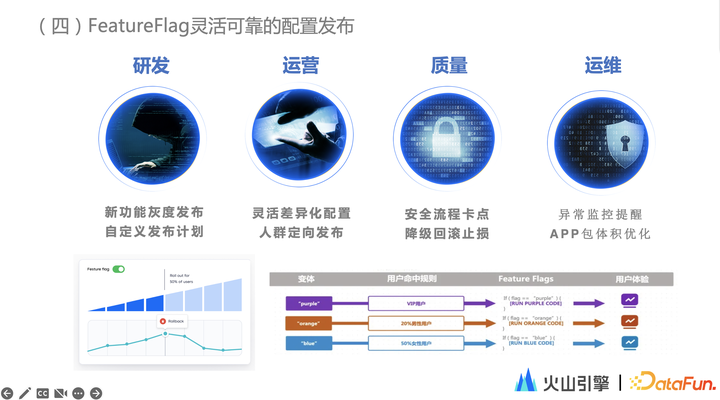 （四）FeatureFlag灵活可靠的配置发布
研发
运营
质量
运维
新功能灰度发布
自定义发布计划
灵活差异化配置
人群定向发布
安全流程卡点
降级回滚止损
异常监控提醒
APP包体积优化
Feature flag
Roll out for
50% of users
Rollback
变体
用户命中规则
Feature Flags
用户体验
"purple"
VIP用户
If ( flag == "purple" ) {
[RUN PURPLE CODE]
}
"orange"
20%男性用户
If ( flag == "orange" ) {
[RUN ORANGE CODE]
}
"blue"
50%女性用户
If ( flag == "blue" ) {
[RUN BLUE CODE]
}
火山引擎
DataFun.